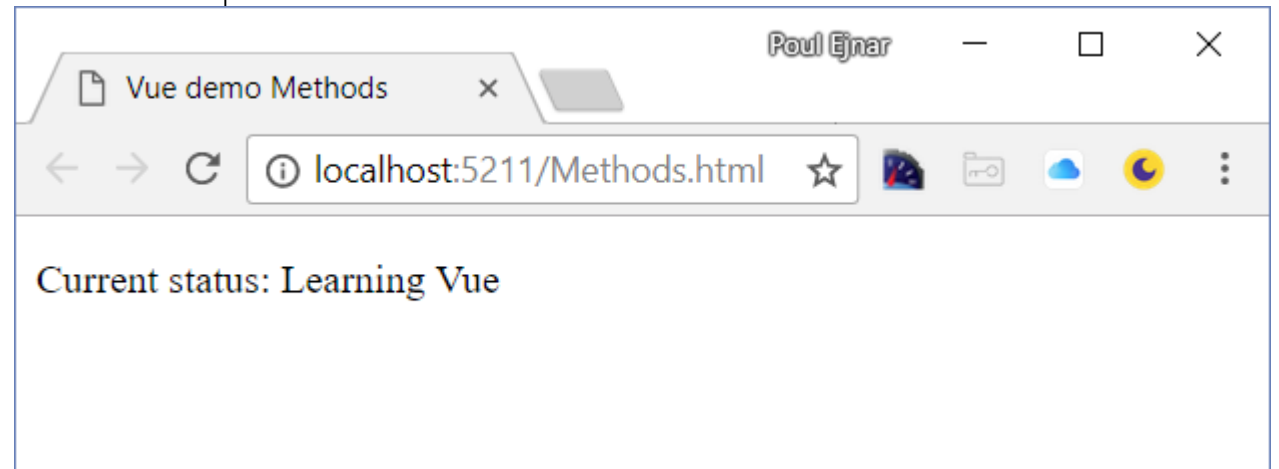 Poul Ejnar
Vue demo Methods
localhost:5211/Methods.html
Current status: Learning Vue